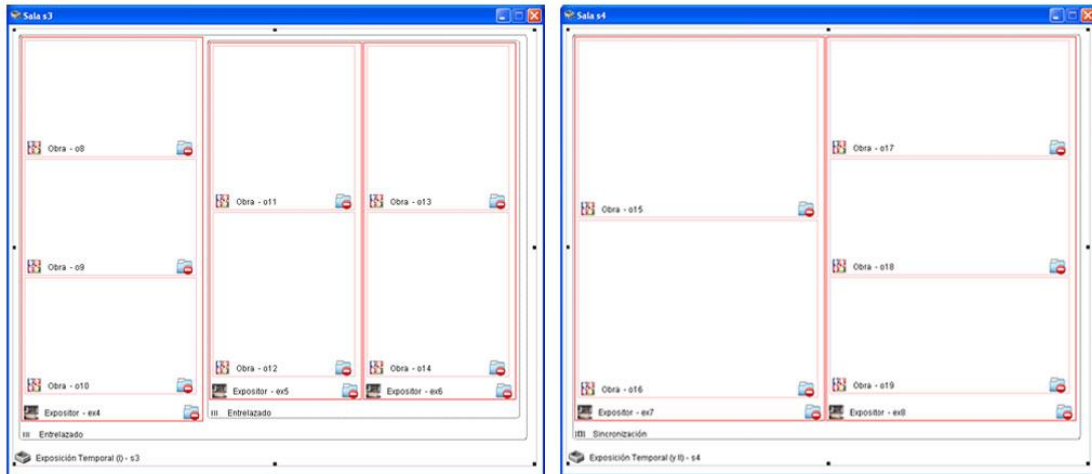 Sala s3
Obra - o8
Obra - o9
Obra - o10
Expositor - ex4
Obra - o11
Obra - o12
Expositor - ex5
Obra - o13
Obra - o14
Expositor - ex6
III Entrelazado
III Entrelazado
Exposición Temporal (I) - s3
Sala s4
Obra - o15
Obra - o16
Expositor - ex7
Obra - o17
Obra - o18
Obra - o19
Expositor - ex8
Sincronización
Exposición Temporal (y II) - s4